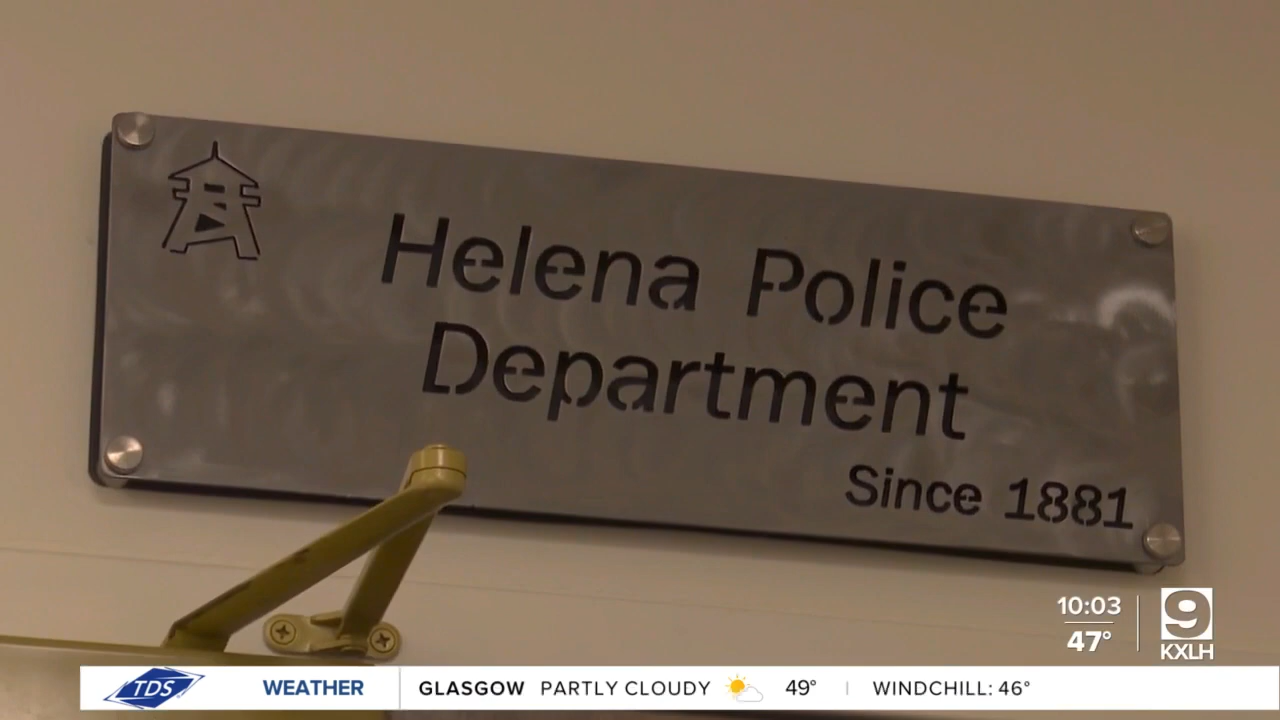 Helena Police
Department
Since 1881
10:03
47°
9
KXLH
TDS
WEATHER
GLASGOW PARTLY CLOUDY 49° WINDCHILL: 46°